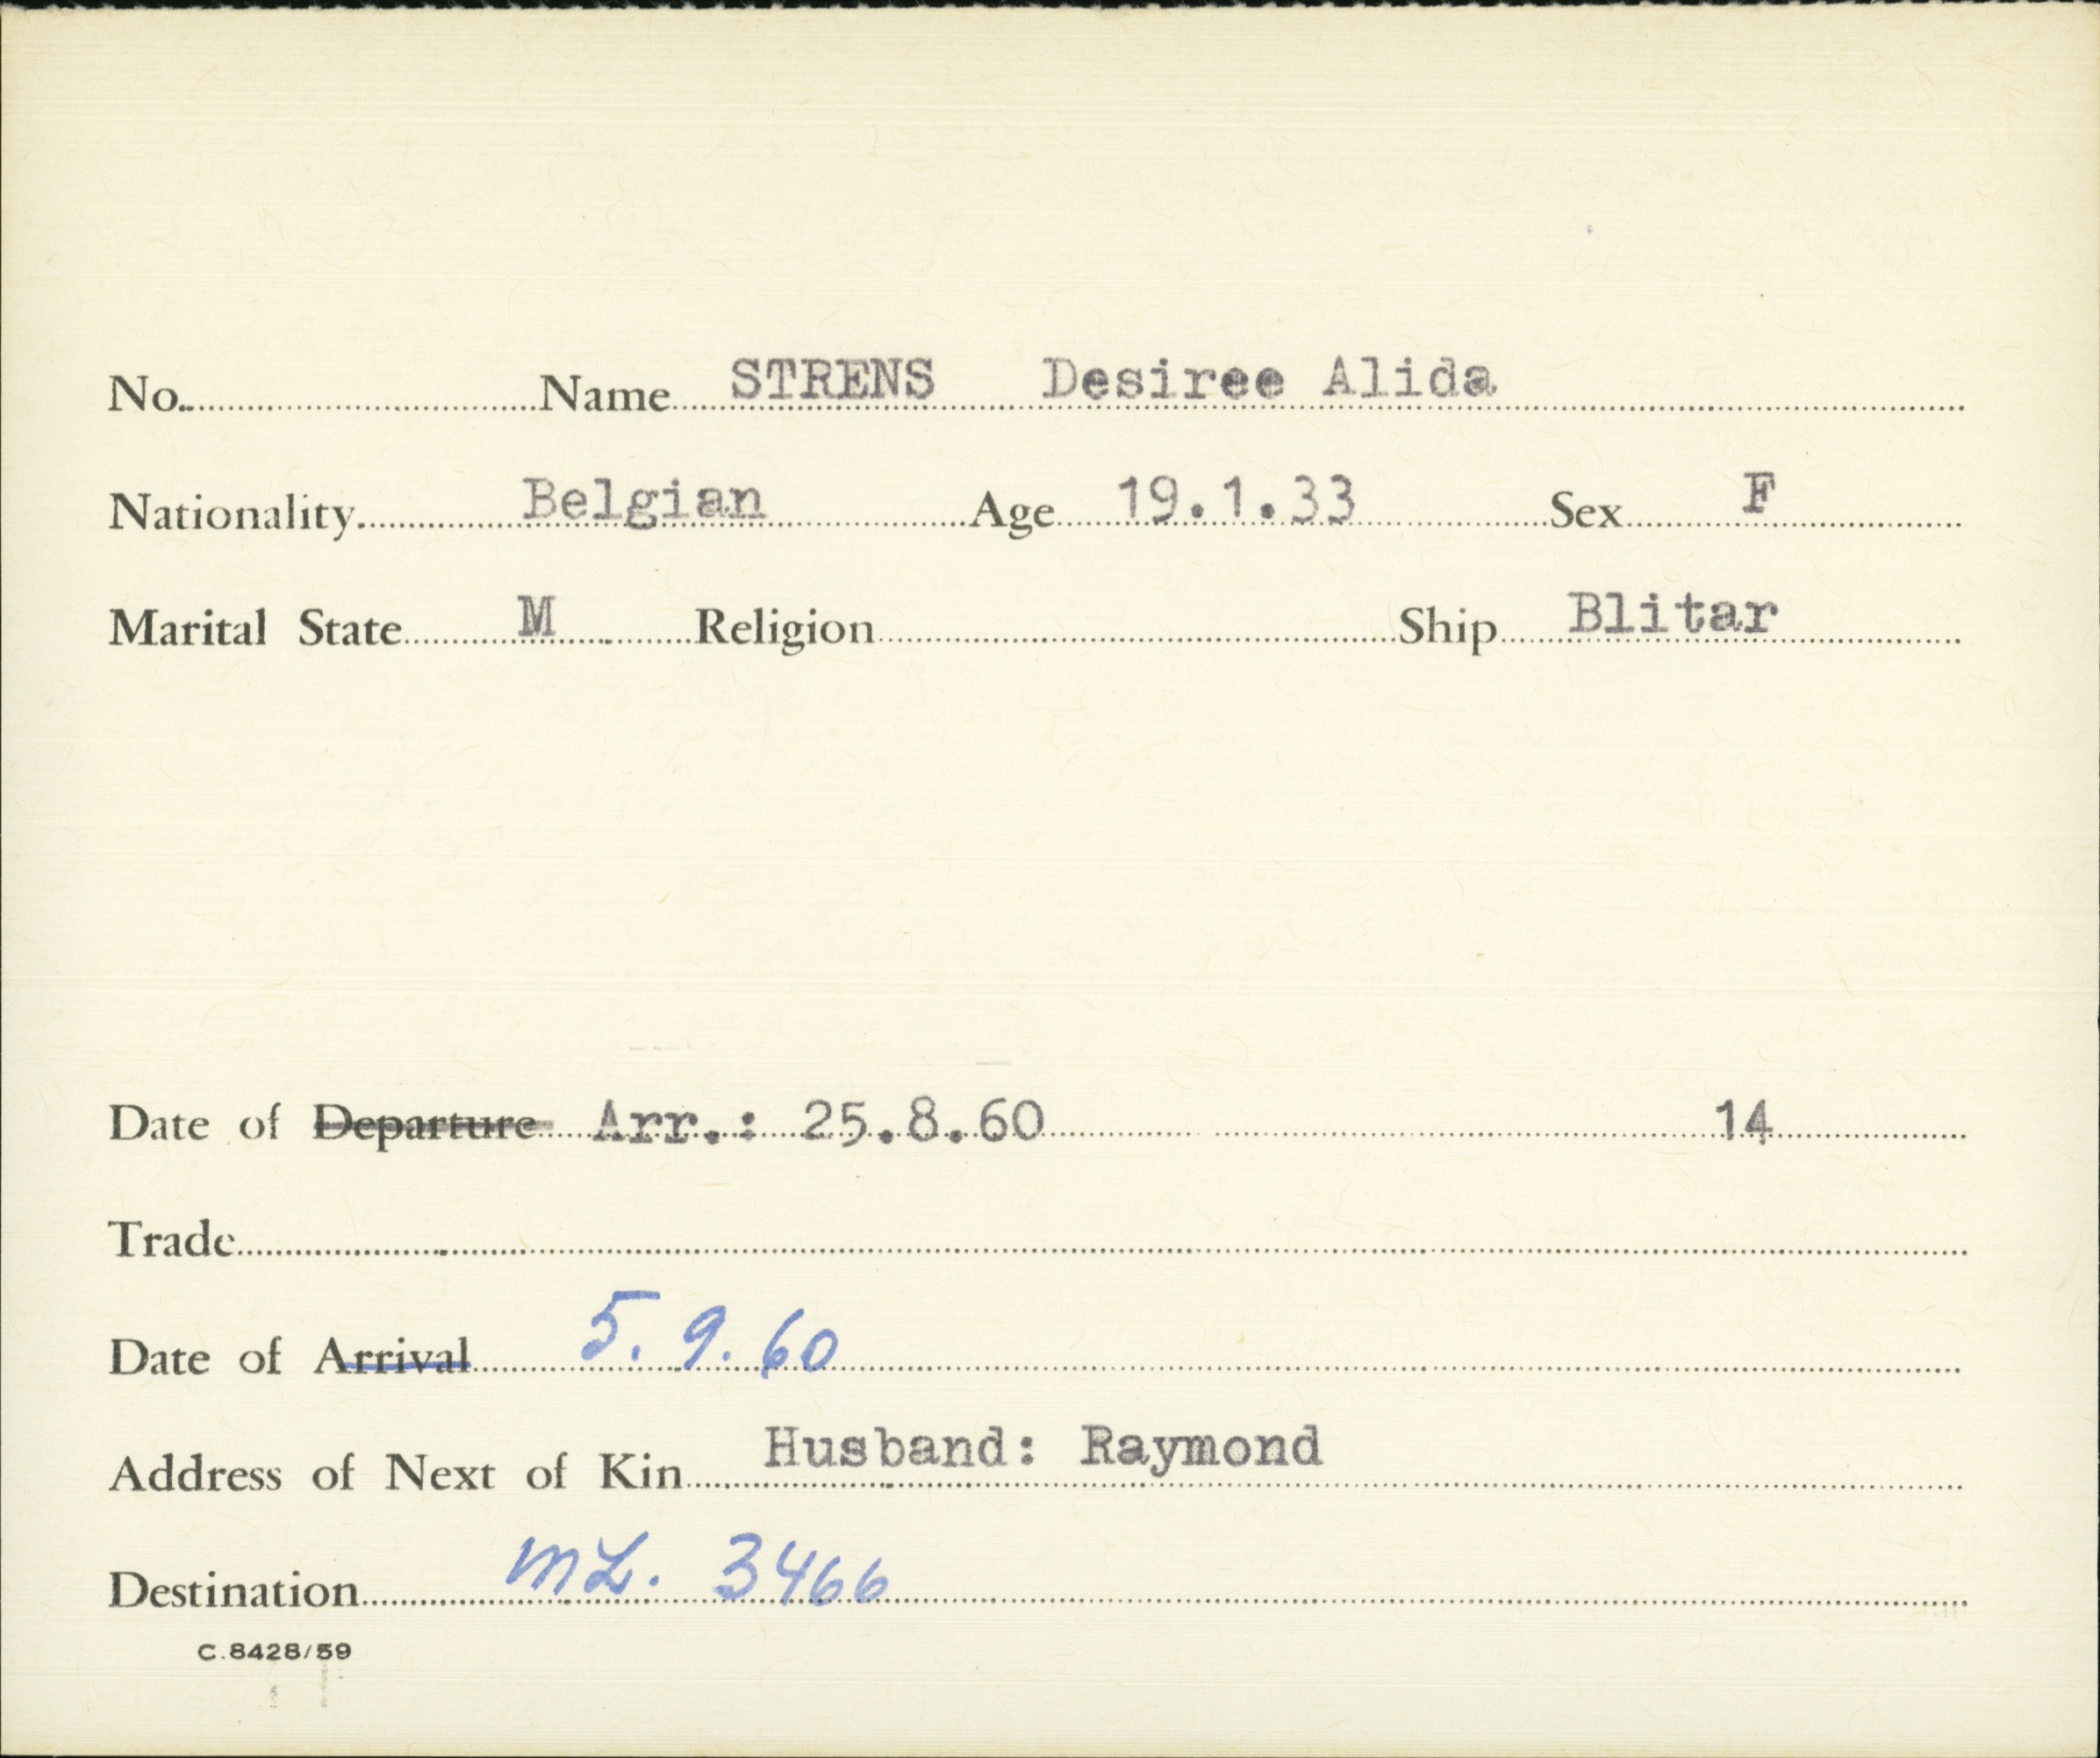 No. Name STRENS Desiree Alida
Nationality Belgian Age 19.1.33 Sex F
Marital State M Religion Ship Blitar
Date of Departure Arr.: 25.8.60 14
Trade
Date of Arrival 5.9.60
Address of Next of Kin Husband: Raymond
Destination ML. 3466
C.8428/59